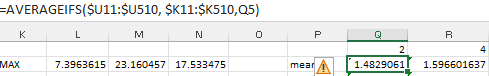 =AVERAGEIFS($U11:$U510, $K11:$K510,Q5)
K L M N O P Q R
2 4
MAX 7.3963615 23.160457 17.533475 mean 1.4829061 1.596601637